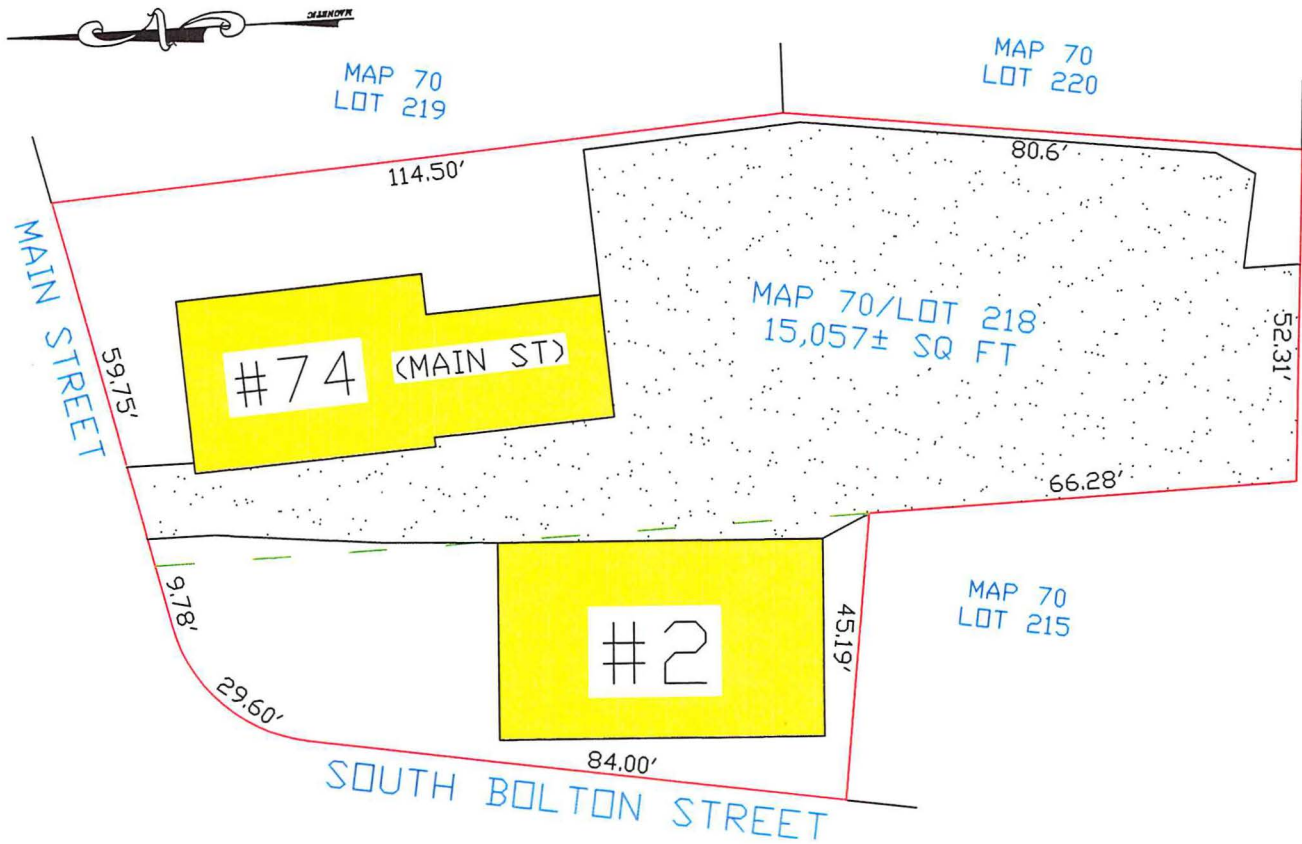 N
MAGNETIC
MAP 70
LOT 219
MAP 70
LOT 220
114.50'
80.6'
MAIN STREET
59.75'
#74
(MAIN ST)
MAP 70/LOT 218
15,057± SQ FT
52.31'
66.28'
9.78'
#2
45.19'
MAP 70
LOT 215
29.60'
84.00'
SOUTH BOLTON STREET